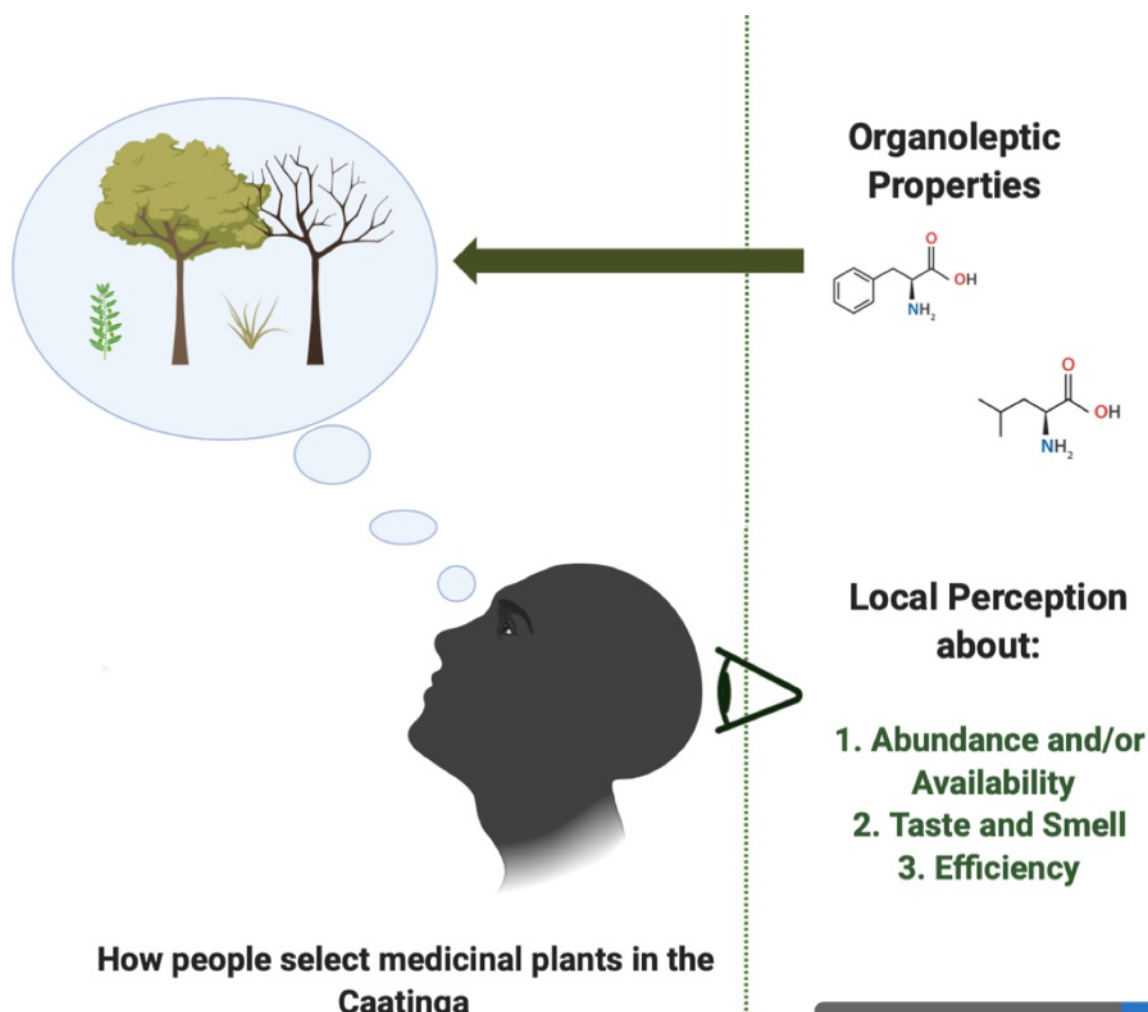 Organoleptic
Properties
O
OH
NH₂
O
OH
NH₂
Local Perception
about:
1. Abundance and/or
Availability
2. Taste and Smell
3. Efficiency
How people select medicinal plants in the
Caatinga